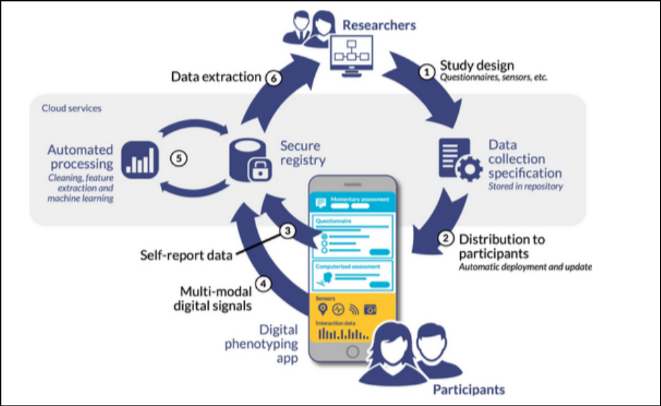 Researchers
1
Study design
Questionnaires, sensors, etc.
Data extraction
6
Cloud services
Automated
processing
Cleaning, feature
extraction and
machine learning
5
Secure
registry
Data
collection
specification
Stored in repository
2
Distribution to
participants
Automatic deployment and update
3
Self-report data
4
Multi-modal
digital signals
Digital
phenotyping
app
Momentary assessment
Questionnaire
Computerised assessment
Sensors
Interaction data
Participants